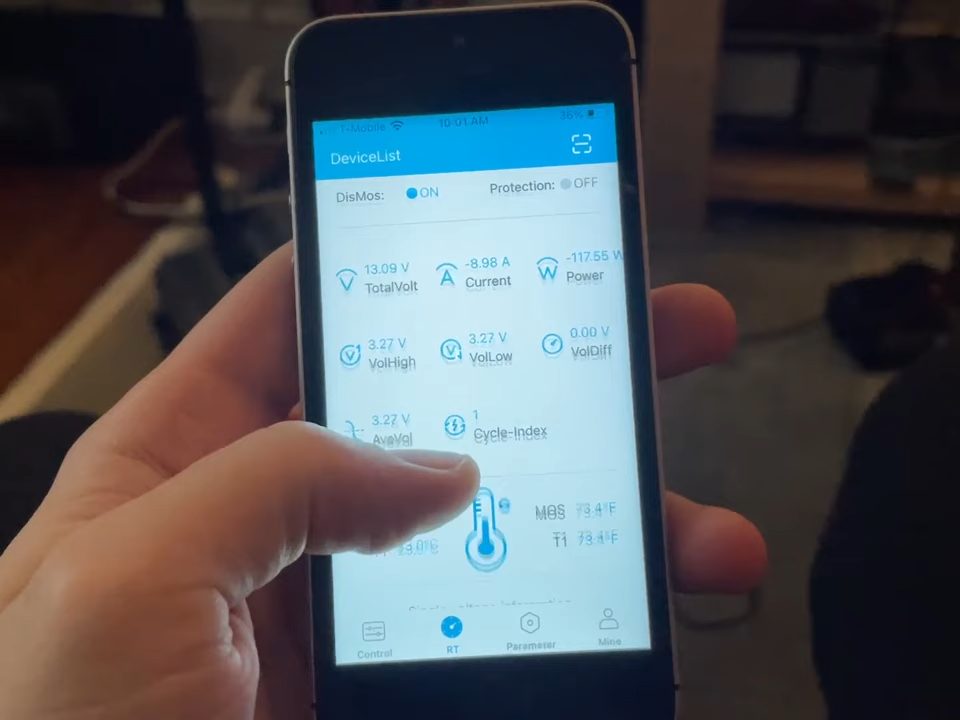 T-Mobile 10:01 AM 36%
DeviceList
DisMos: ON Protection: OFF
13.09 V -8.98 A -117.55 W
TotalVolt Current Power
3.27 V 3.27 V 0.00 V
VolHigh VolLow VolDiff
3.27 V 1
AveVol Cycle-Index
MOS 73.4°F
T1 73.4°F
Control RT Parameter Mine